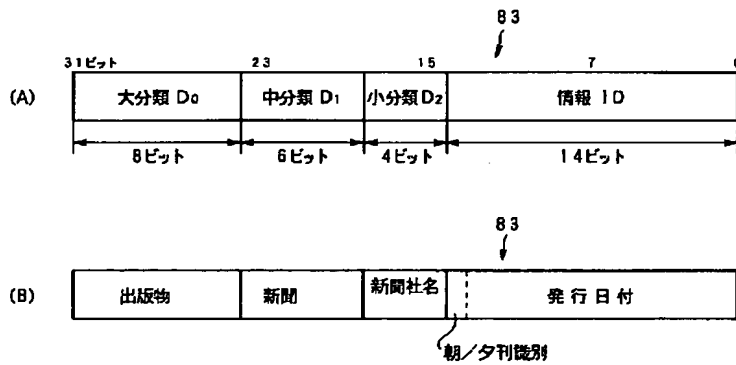 83
31ビット 23 15 7 0
(A) 大分類 D0 中分類 D1 小分類 D2 情報 ID
8ビット 6ビット 4ビット 14ビット
83
(B) 出版物 新聞 新聞社名 発行日付
朝/夕刊識別